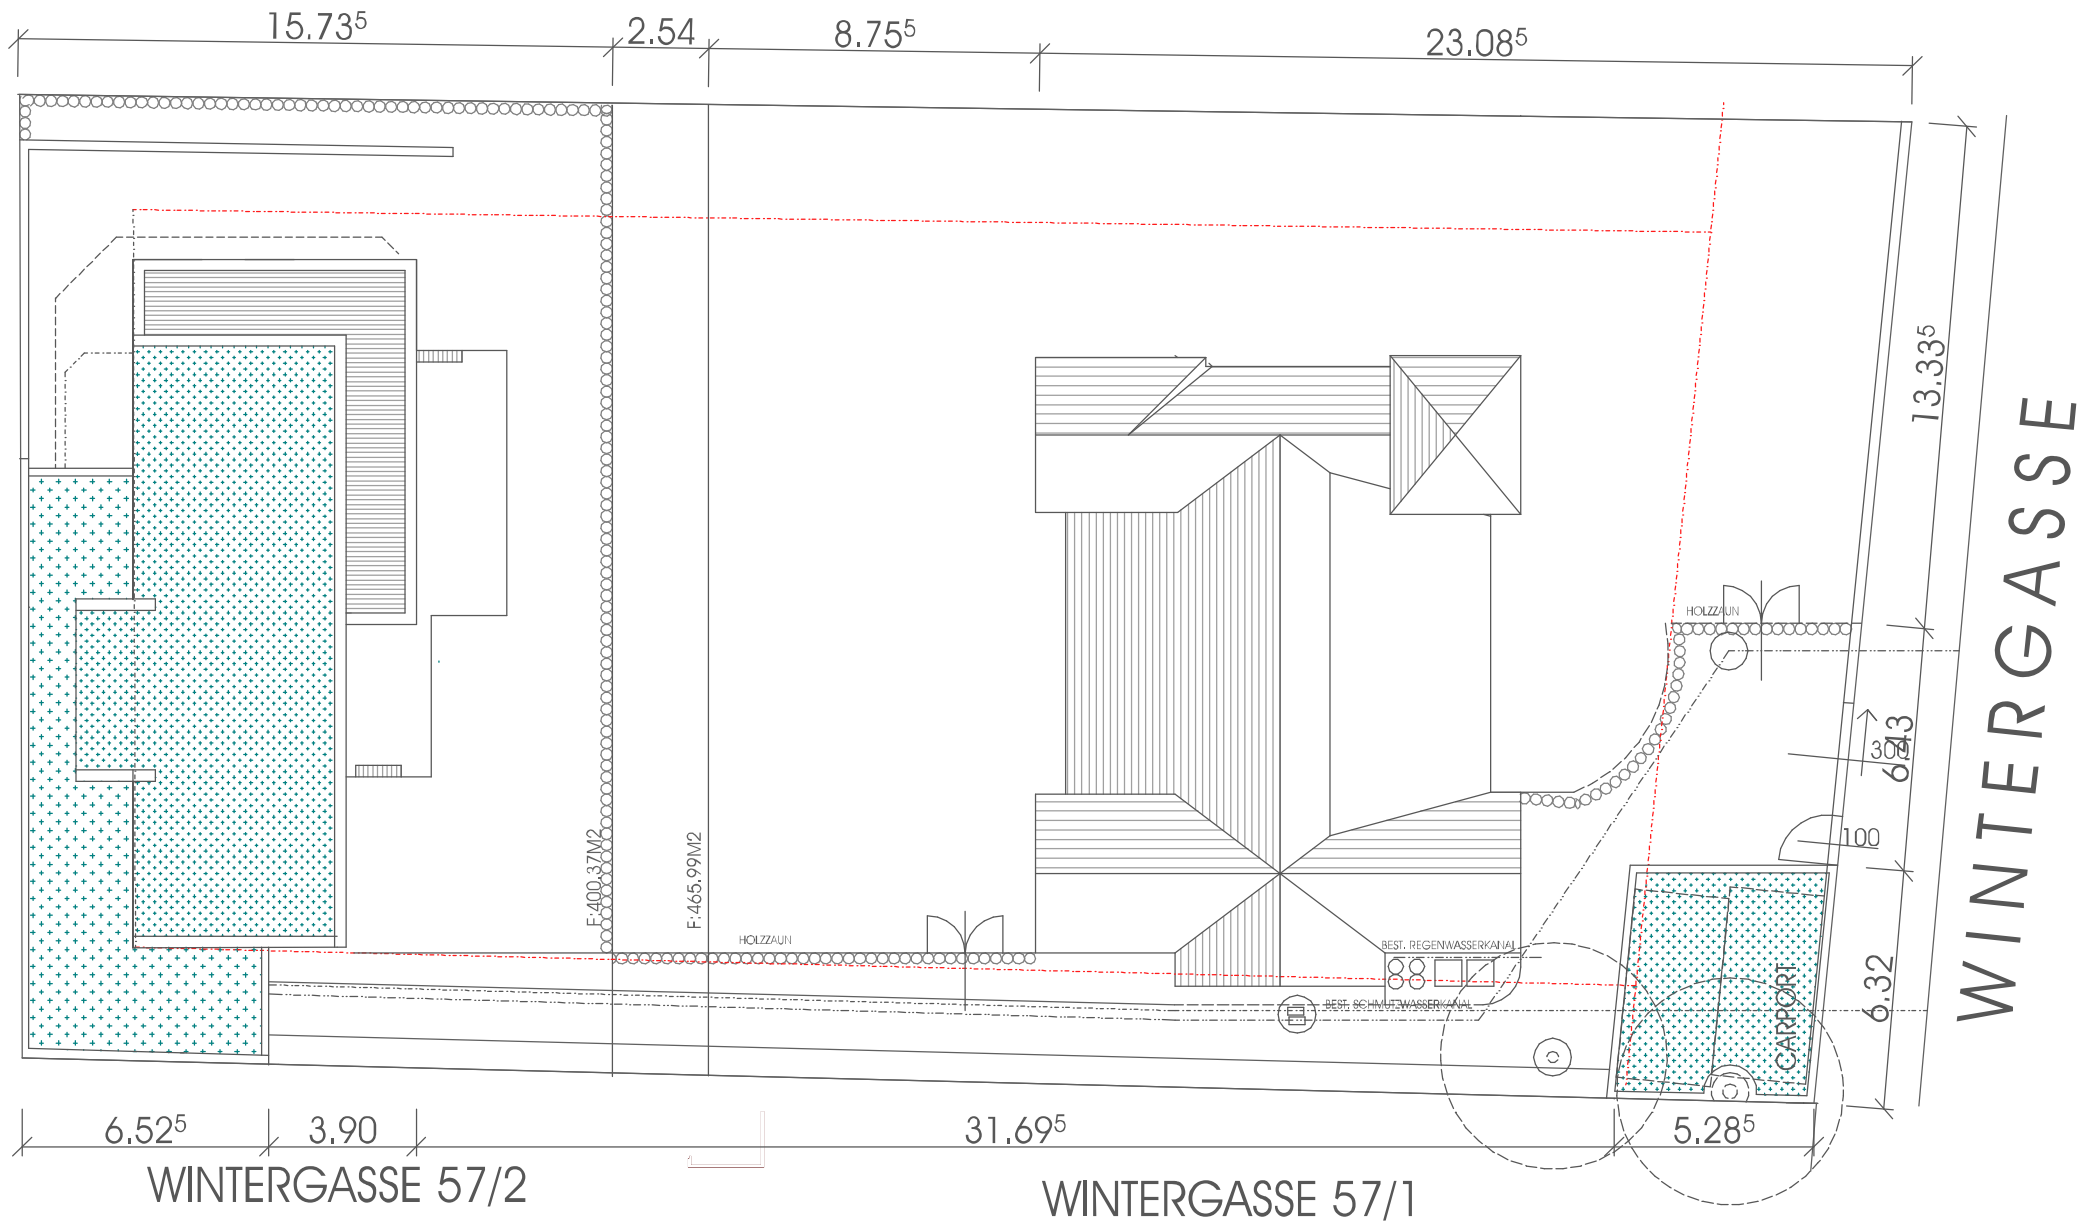 15.73⁵
2.54
8.75⁵
23.08⁵
13.33⁵
WINTERGASSE
HOLZZAUN
300
6.43
100
F:400.37M2
F:465.99M2
HOLZZAUN
BEST. REGENWASSERKANAL
BEST. SCHMUTZWASSERKANAL
CARPORT
6.32
6.52⁵
3.90
31.69⁵
5.28⁵
WINTERGASSE 57/2
WINTERGASSE 57/1